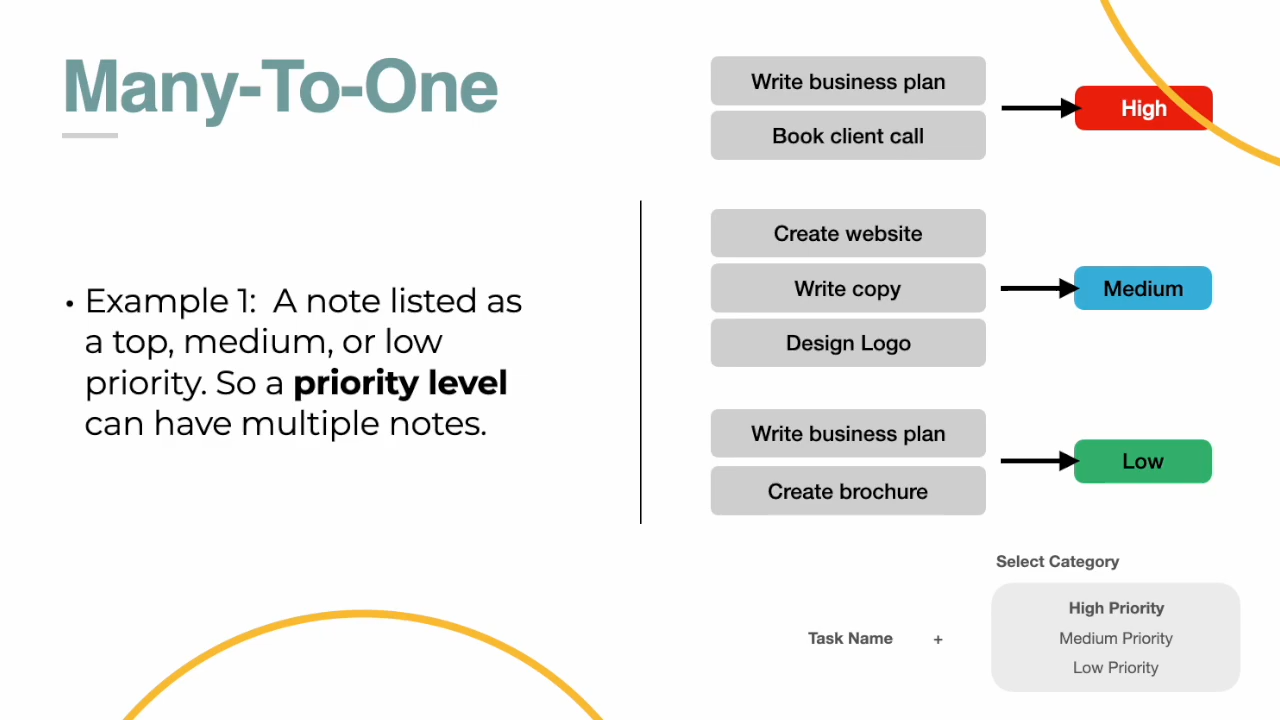 Many-To-One
• Example 1:  A note listed as
a top, medium, or low
priority. So a priority level
can have multiple notes.
Write business plan
Book client call
High
Create website
Write copy
Design Logo
Medium
Write business plan
Create brochure
Low
Select Category
Task Name +
High Priority
Medium Priority
Low Priority